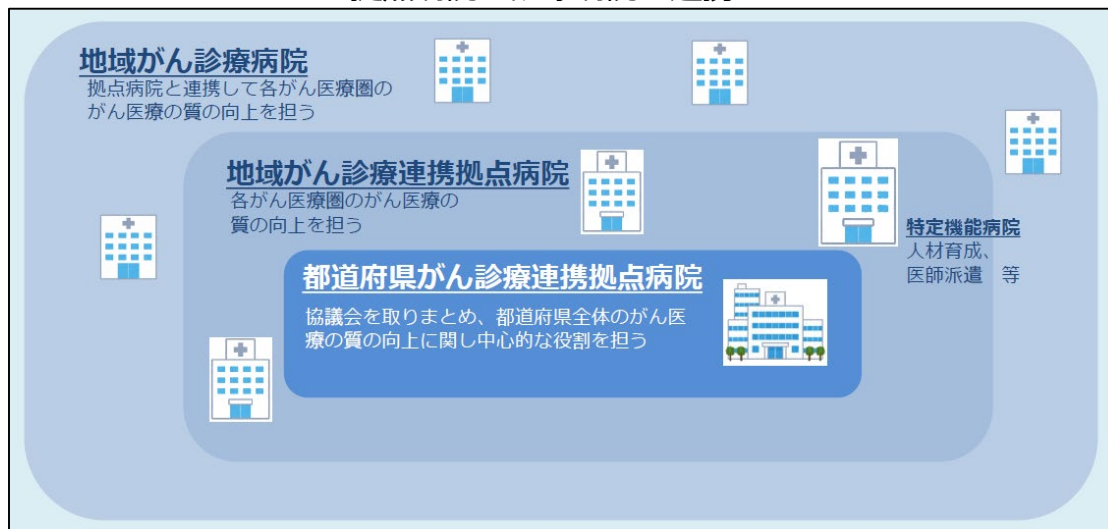 地域がん診療病院
拠点病院と連携して各がん医療圏の
がん医療の質の向上を担う
地域がん診療連携拠点病院
各がん医療圏のがん医療の
質の向上を担う
特定機能病院
人材育成、
医師派遣　等
都道府県がん診療連携拠点病院
協議会を取りまとめ、都道府県全体のがん医
療の質の向上に関し中心的な役割を担う